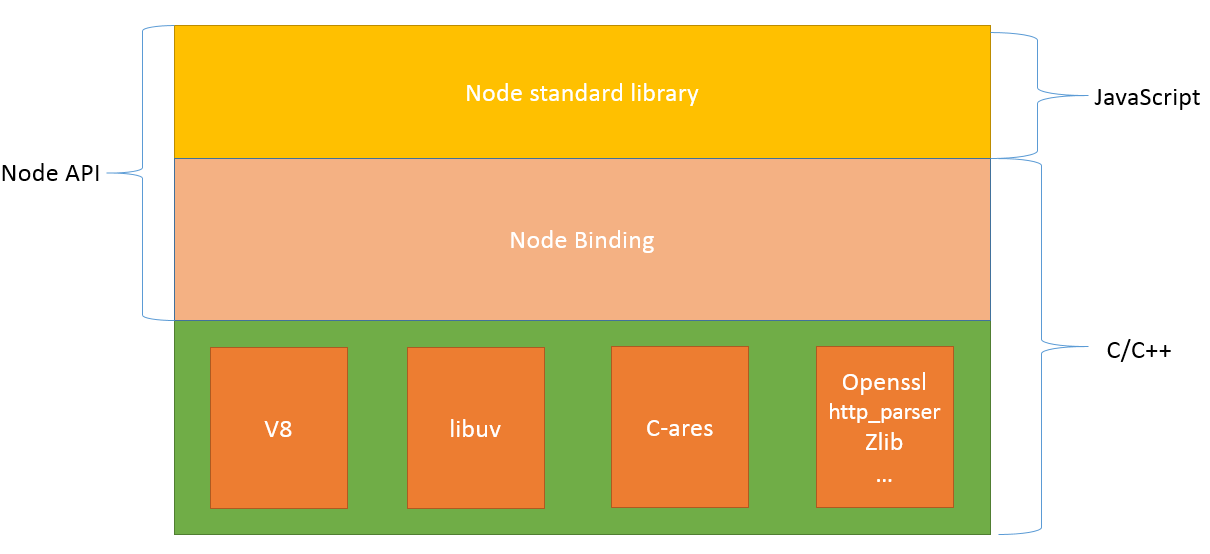 Node standard library
JavaScript
Node API
Node Binding
C/C++
V8
libuv
C-ares
Openssl
http_parser
Zlib
...